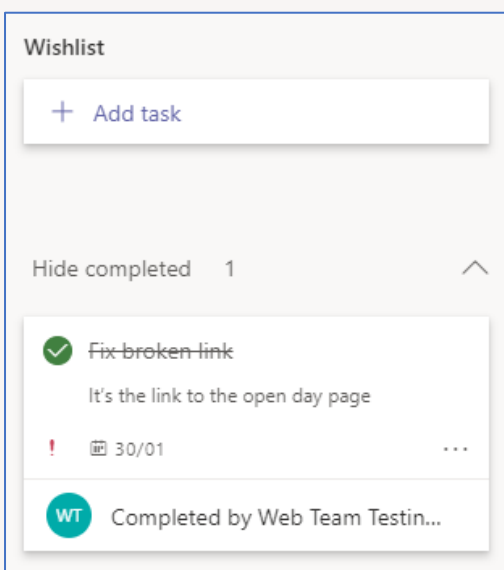 Wishlist
+ Add task
Hide completed 1
Fix broken link
It's the link to the open day page
! 30/01 ...
WT Completed by Web Team Testin...